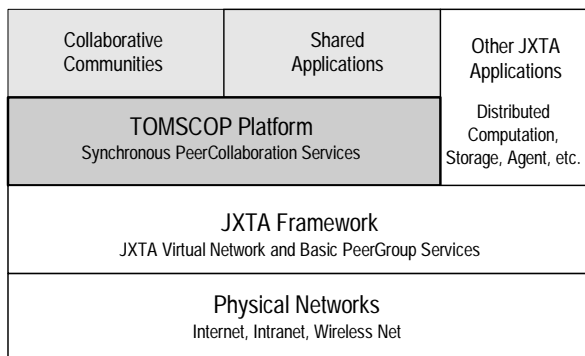 Collaborative
Communities
Shared
Applications
Other JXTA
Applications
Distributed
Computation,
Storage, Agent, etc.
TOMSCOP Platform
Synchronous PeerCollaboration Services
JXTA Framework
JXTA Virtual Network and Basic PeerGroup Services
Physical Networks
Internet, Intranet, Wireless Net